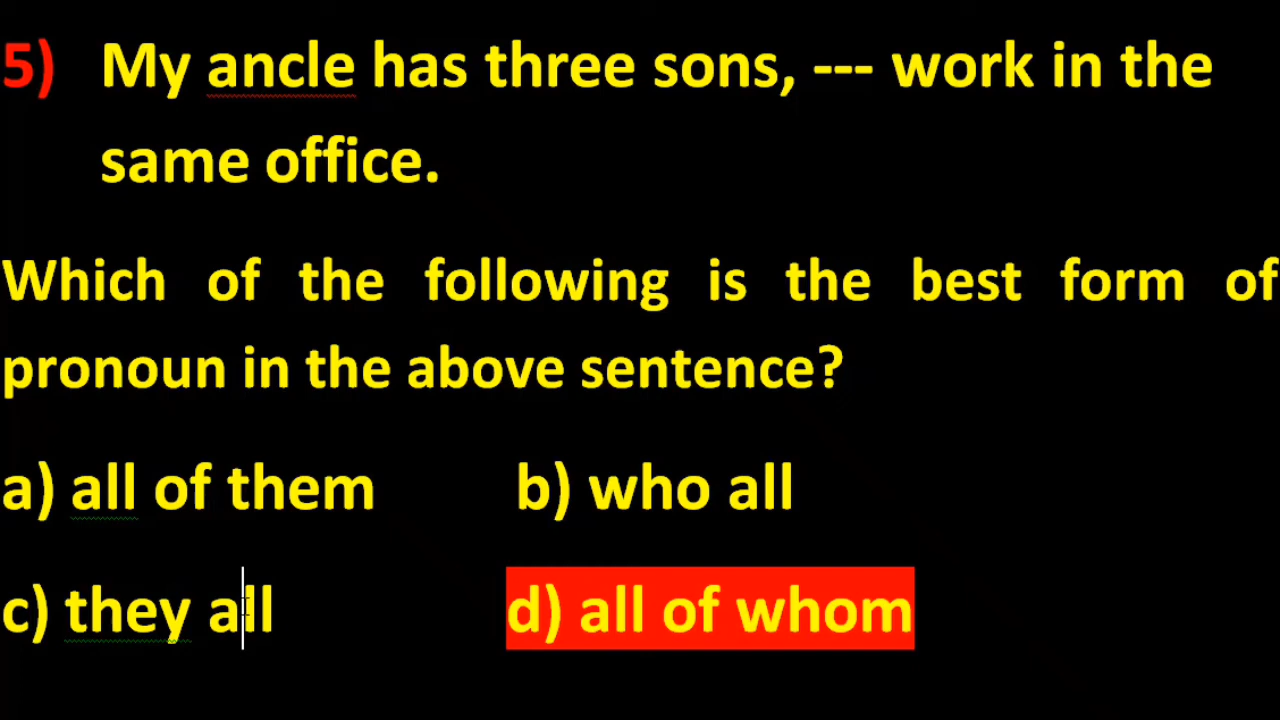 5) My ancle has three sons, --- work in the
same office.
Which of the following is the best form of
pronoun in the above sentence?
a) all of them b) who all
c) they all d) all of whom